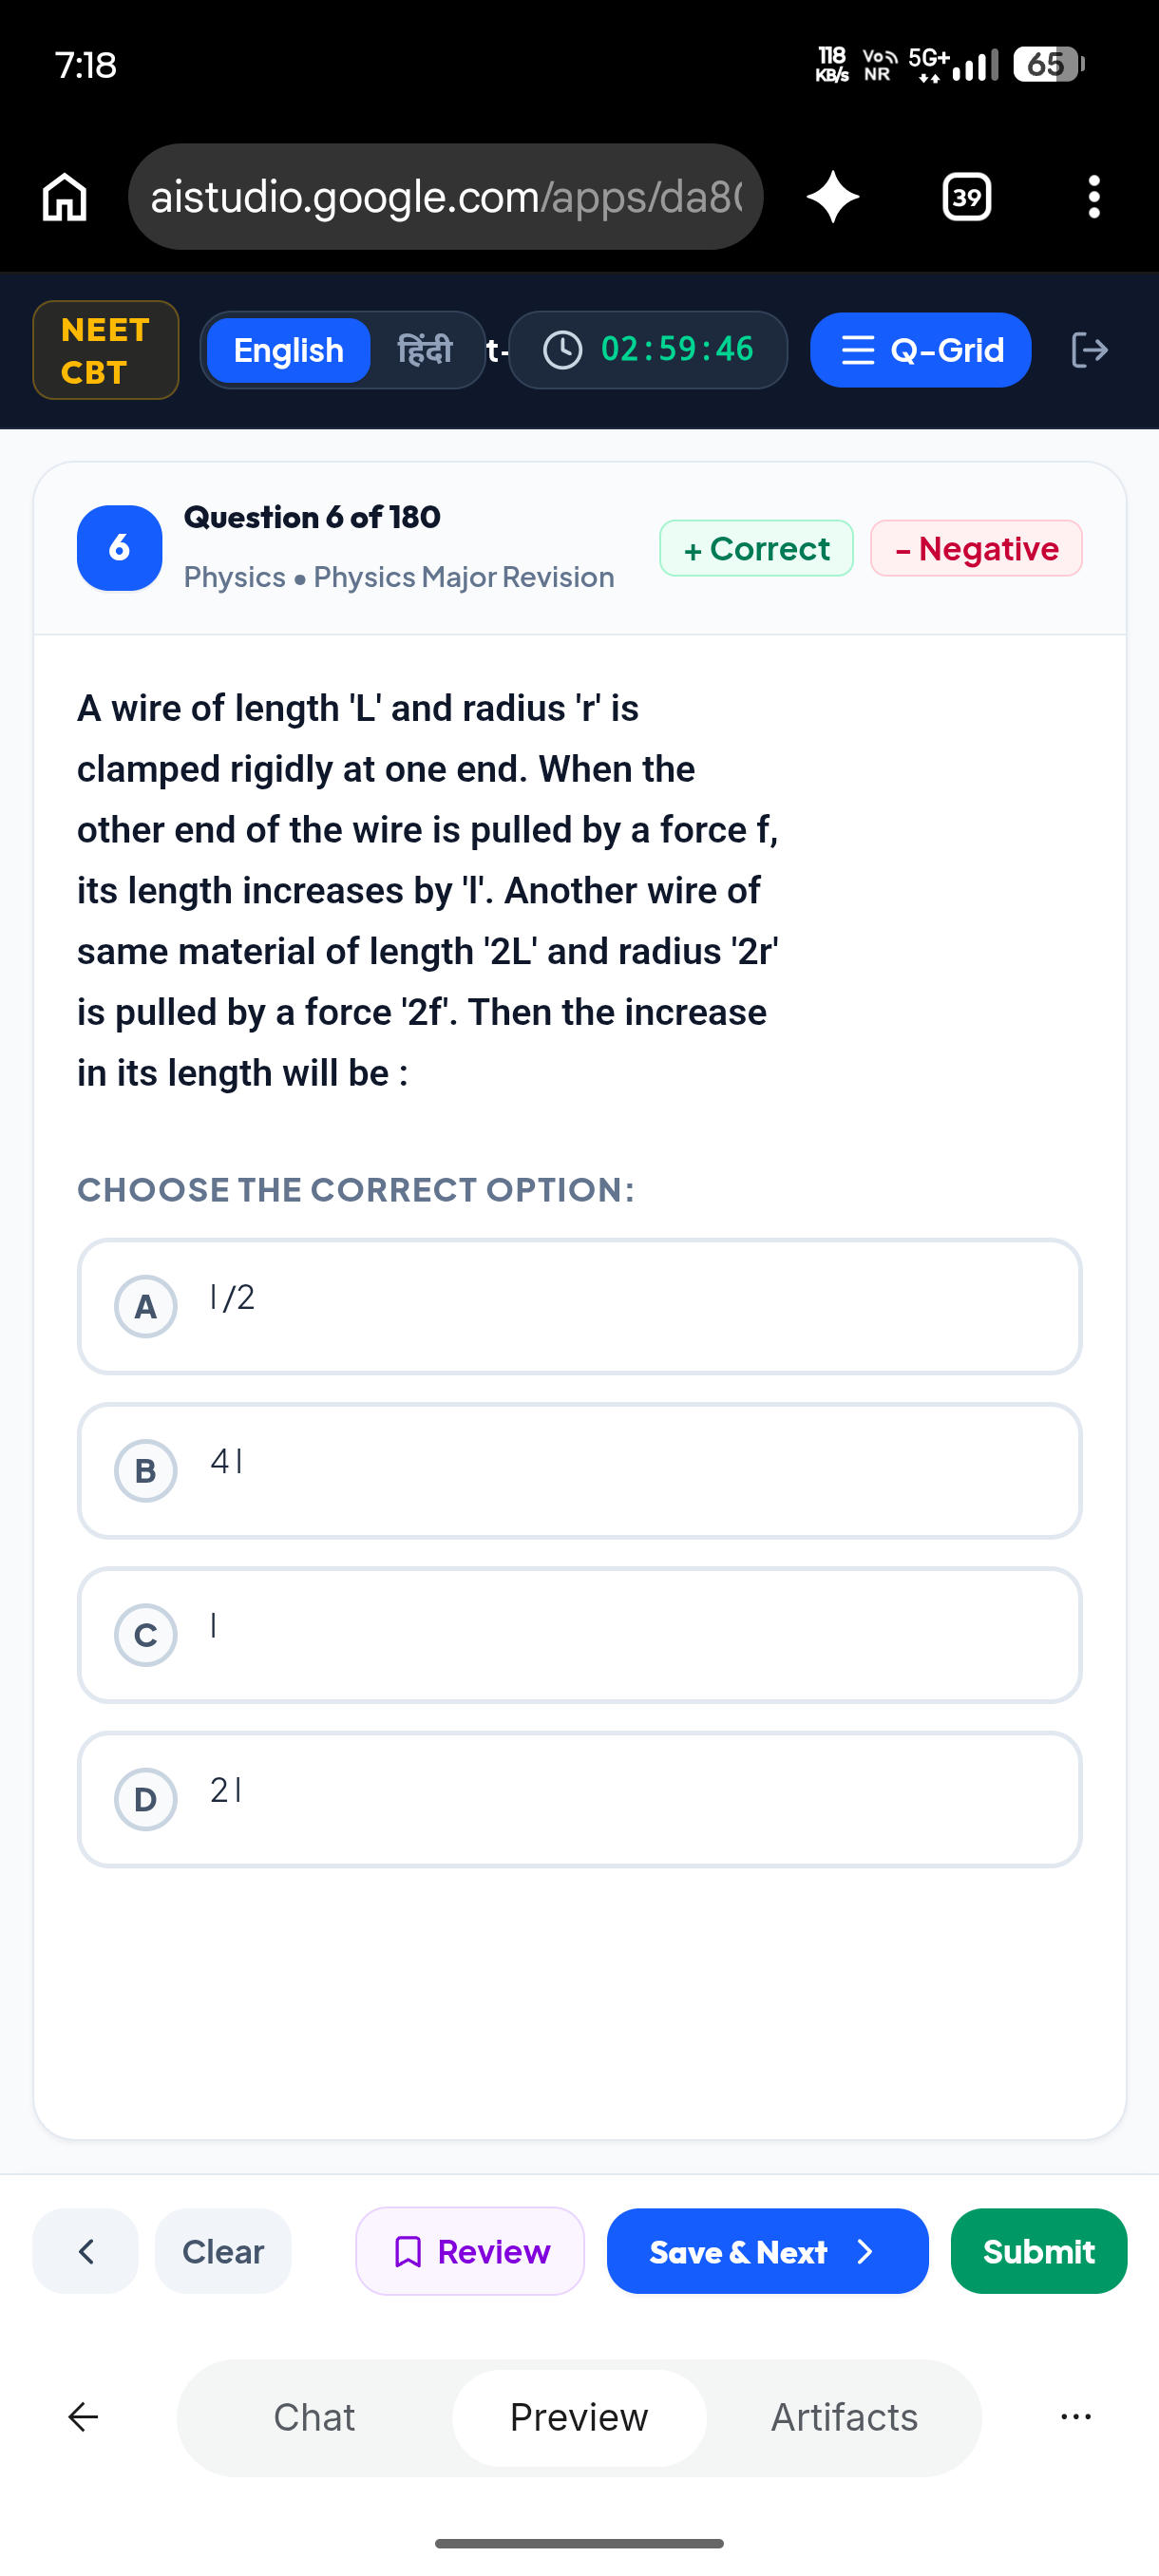 7:18
118 KB/s Vo NR 5G+ 65
aistudio.google.com/apps/da8
39
NEET CBT
English हिंदी t- 02:59:46 Q-Grid
6
Question 6 of 180
Physics • Physics Major Revision
+ Correct - Negative
A wire of length 'L' and radius 'r' is
clamped rigidly at one end. When the
other end of the wire is pulled by a force f,
its length increases by 'l'. Another wire of
same material of length '2L' and radius '2r'
is pulled by a force '2f'. Then the increase
in its length will be :
CHOOSE THE CORRECT OPTION:
A l /2
B 4 l
C l
D 2 l
Clear Review Save & Next Submit
Chat Preview Artifacts